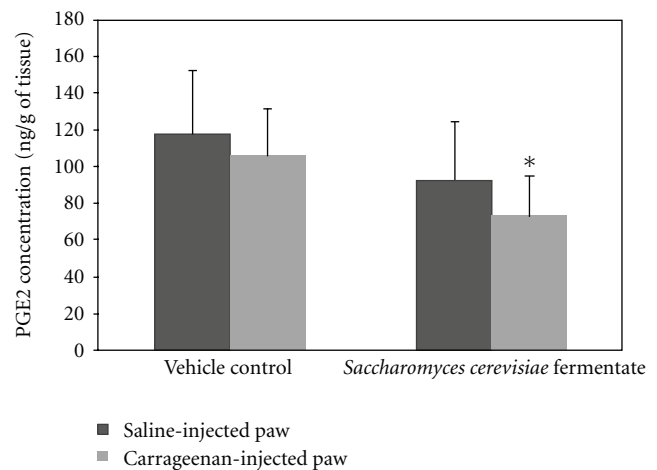 PGE2 concentration (ng/g of tissue)
180
160
140
120
100
80
60
40
20
0
*
Vehicle control
Saccharomyces cerevisiae fermentate
Saline-injected paw
Carrageenan-injected paw